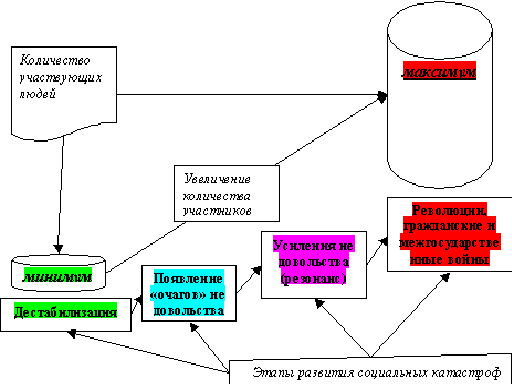 Количество
участвующих
людей
максимум
Увеличение
количества
участников
Революции,
гражданские и
межгосударстве
нные войны
Усиления не
довольства
(резонанс)
минимум
Появление
«очагов» не
довольства
Дестабилизация
Этапы развития социальных катастроф